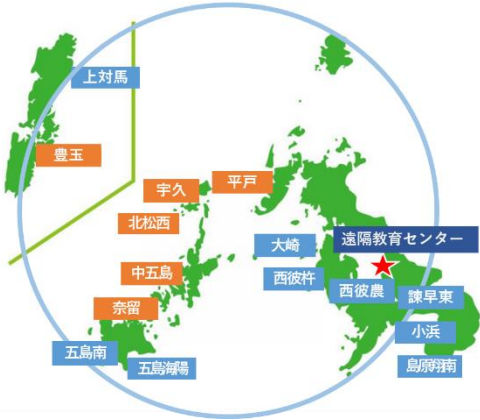 上対馬
豊玉
宇久
平戸
北松西
大崎
遠隔教育センター
中五島
西彼杵
西彼農
諫早東
奈留
小浜
五島南
五島海陽
島原翔南